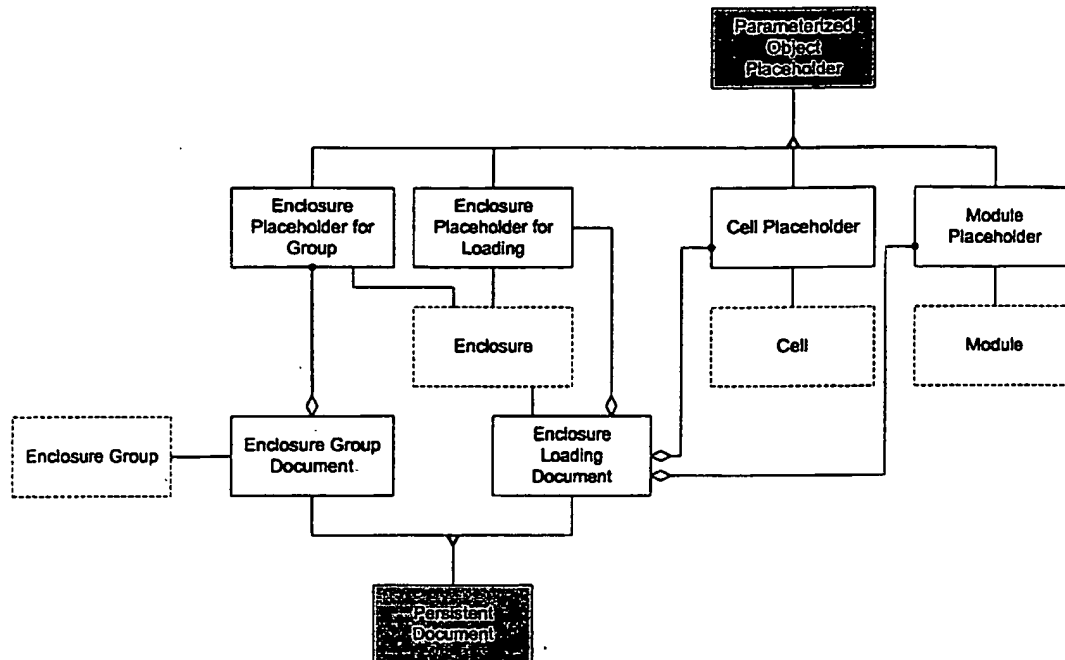 Parameterized
Object
Placeholder
Enclosure
Placeholder for
Group
Enclosure
Placeholder for
Loading
Cell Placeholder
Module
Placeholder
Enclosure
Cell
Module
Enclosure Group
Enclosure Group
Document
Enclosure
Loading
Document
Persistent
Document